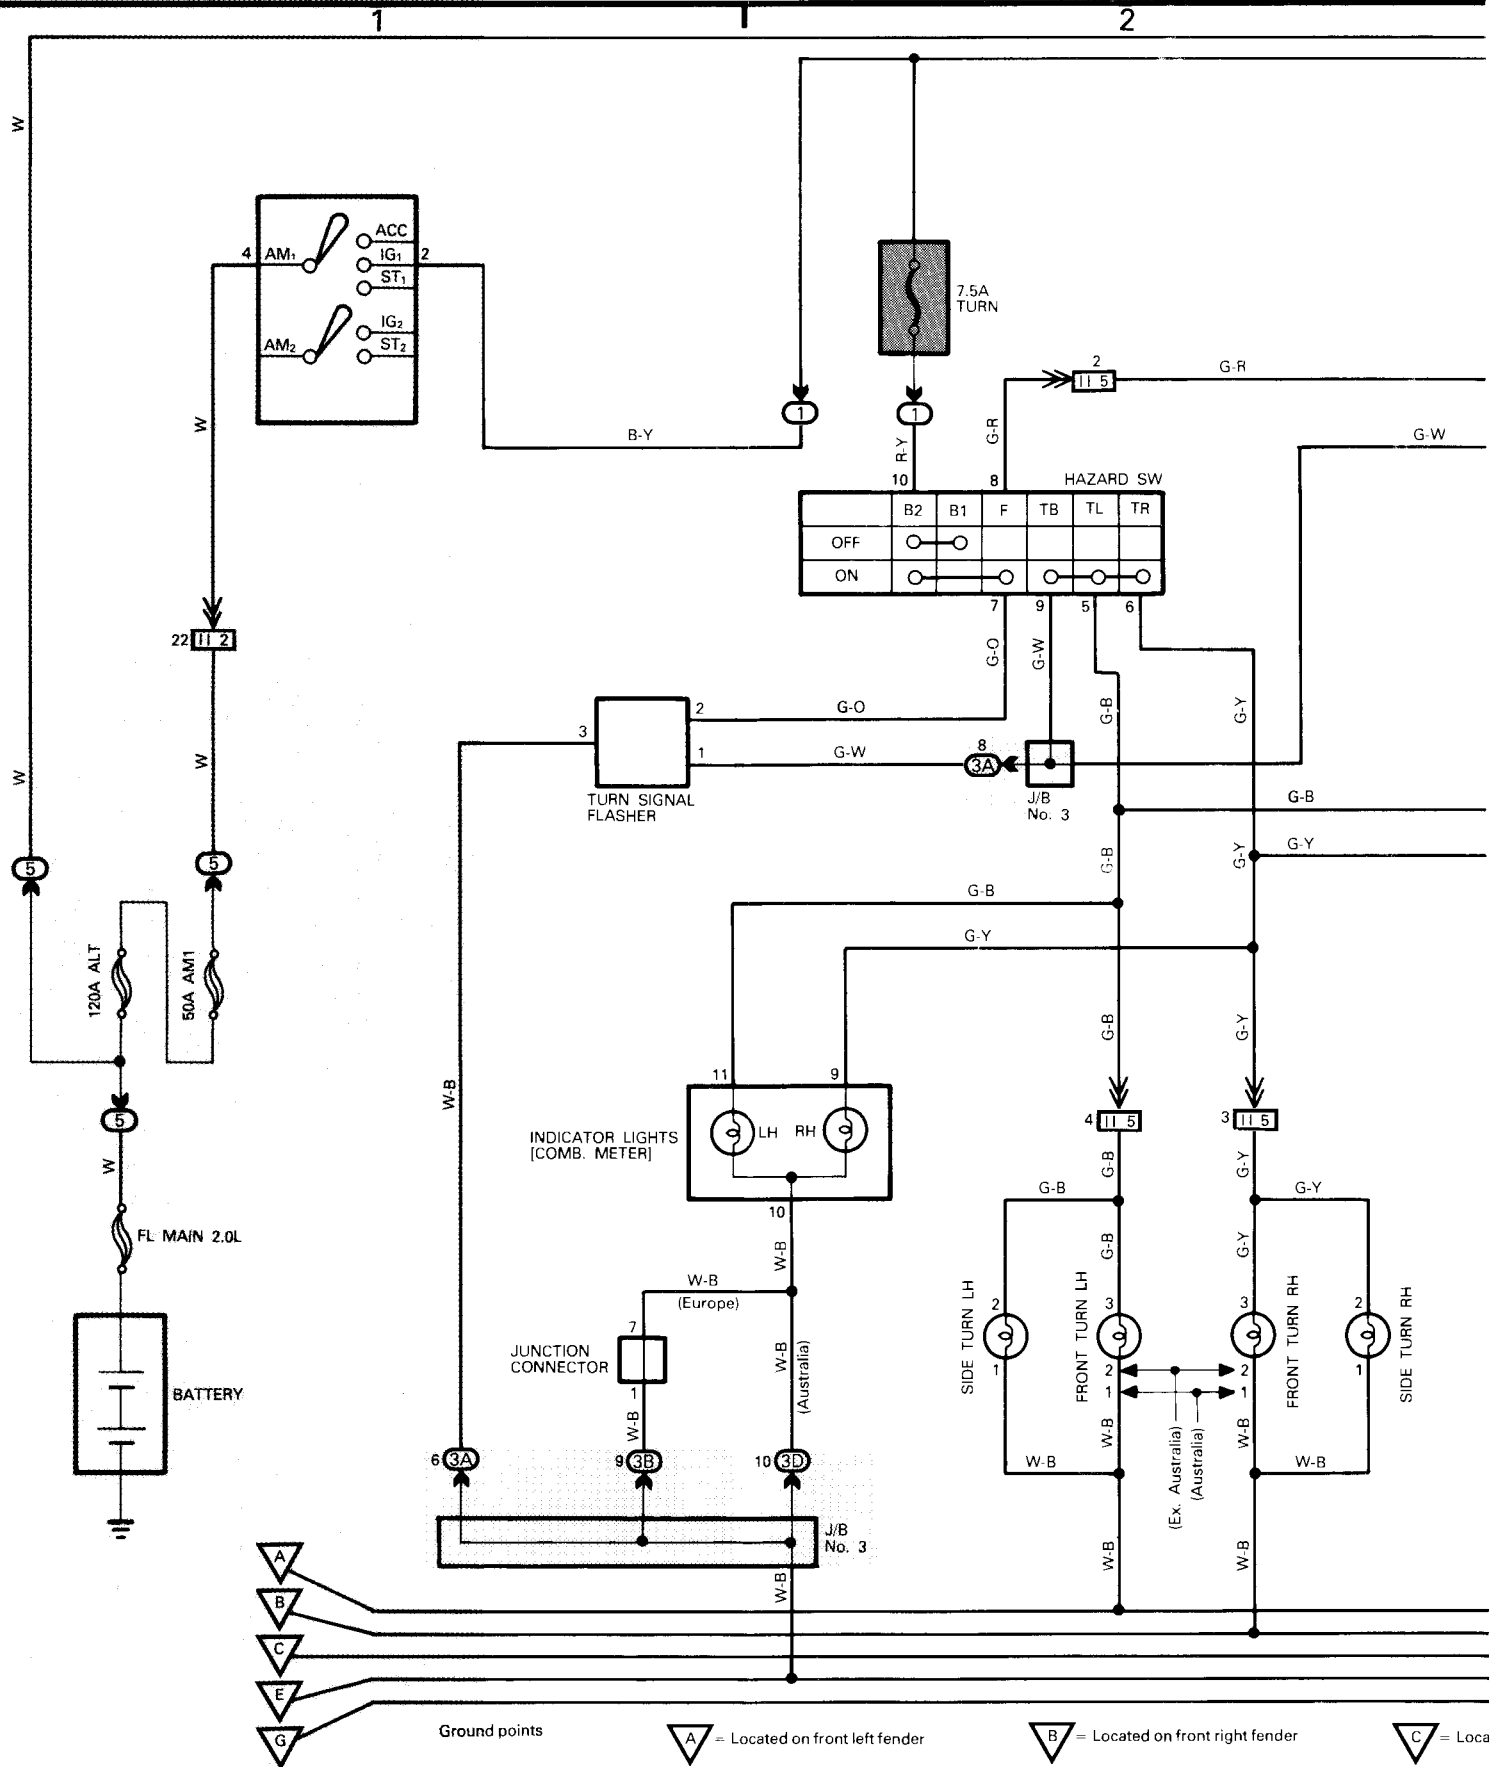 1
2
W
ACC
4
AM1
IG1
2
ST1
IG2
AM2
ST2
7.5A
TURN
2
II 5
G-R
W
1
1
B-Y
R-Y
G-R
G-W
10
8
HAZARD SW
B2
B1
F
TB
TL
TR
OFF
ON
7
9
5
6
22
II 2
G-O
G-W
G-B
G-Y
2
G-O
3
1
G-W
8
3A
W
W
TURN SIGNAL
FLASHER
J/B
No. 3
G-B
G-B
G-Y
G-Y
5
5
G-B
G-Y
120A ALT
50A AM1
G-B
G-Y
11
9
W-B
5
4
II 5
3
II 5
INDICATOR LIGHTS
[COMB. METER]
LH
RH
W
G-B
G-Y
G-B
G-Y
10
FL MAIN 2.0L
W-B
G-B
G-Y
W-B
(Europe)
2
3
3
2
SIDE TURN LH
FRONT TURN LH
FRONT TURN RH
SIDE TURN RH
7
JUNCTION
CONNECTOR
W-B
(Australia)
1
2
2
1
BATTERY
1
1
1
W-B
W-B
W-B
(Ex. Australia)
(Australia)
6
3A
9
3B
10
3D
W-B
W-B
J/B
No. 3
A
W-B
W-B
W-B
B
C
E
G
Ground points
A
= Located on front left fender
B
= Located on front right fender
C
= Loca